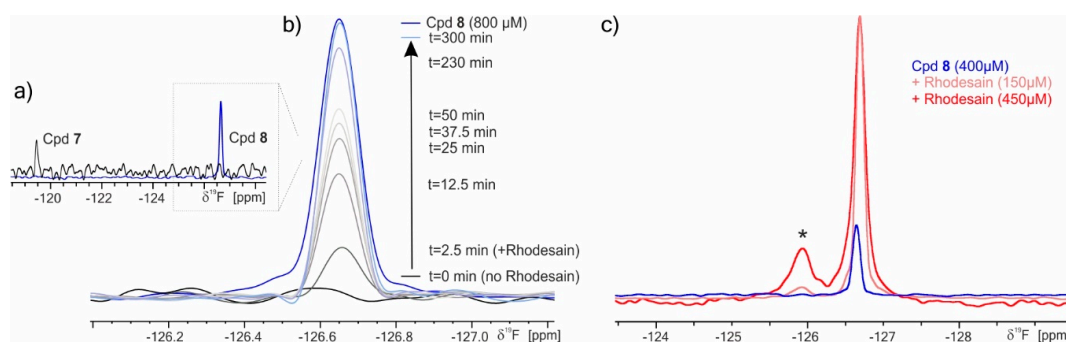 a)
Cpd 7
Cpd 8
-120
-122
-124
δ¹⁹F [ppm]
b)
Cpd 8 (800 µM)
t=300 min
t=230 min
t=50 min
t=37.5 min
t=25 min
t=12.5 min
t=2.5 min (+Rhodesain)
t=0 min (no Rhodesain)
-126.2
-126.4
-126.6
-126.8
-127.0
δ¹⁹F [ppm]
c)
Cpd 8 (400µM)
+ Rhodesain (150µM)
+ Rhodesain (450µM)
*
-124
-125
-126
-127
-128
δ¹⁹F [ppm]